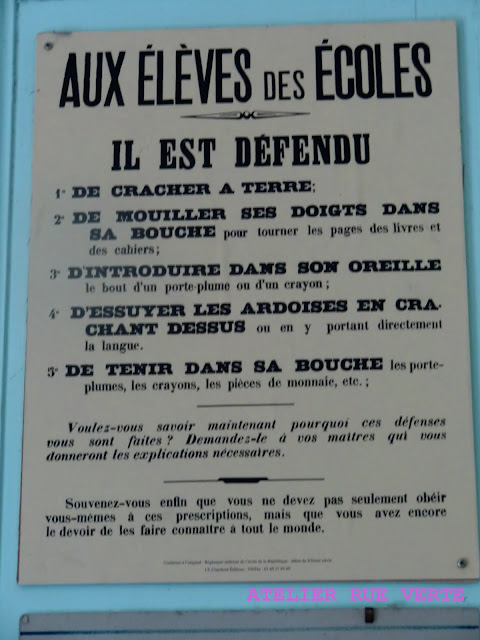 AUX ÉLÈVES DES ÉCOLES
IL EST DÉFENDU
1° DE CRACHER A TERRE;
2° DE MOUILLER SES DOIGTS DANS
SA BOUCHE pour tourner les pages des livres et
des cahiers;
3° D'INTRODUIRE DANS SON OREILLE
le bout d'un porte-plume ou d'un crayon;
4° D'ESSUYER LES ARDOISES EN CRA-
CHANT DESSUS ou en y portant directement
la langue.
5° DE TENIR DANS SA BOUCHE les porte-
plumes, les crayons, les pièces de monnaie, etc.;
Voulez-vous savoir maintenant pourquoi ces défenses
vous sont faites? Demandez-le à vos maîtres qui vous
donneront les explications nécessaires.
Souvenez-vous enfin que vous ne devez pas seulement obéir
vous-mêmes à ces prescriptions, mais que vous avez encore
le devoir de les faire connaître à tout le monde.
ATELIER RUE VERTE